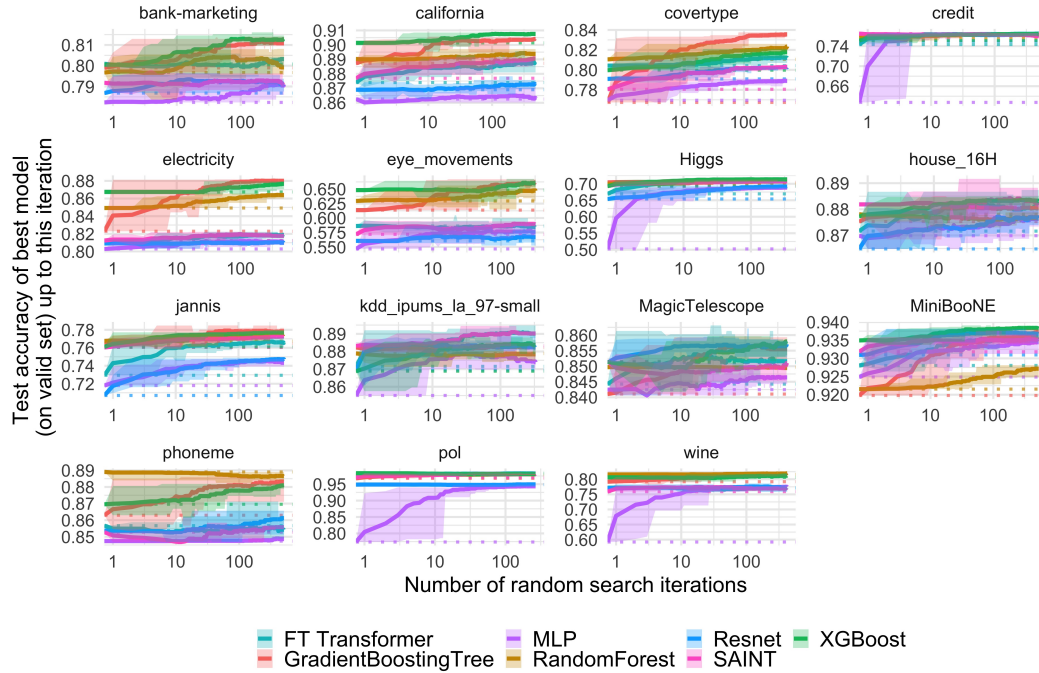 bank-marketing california covertype credit
0.81 0.80 0.79
0.91 0.90 0.89 0.88 0.87 0.86
0.84 0.82 0.80 0.78
0.74 0.70 0.66
1 10 100 1 10 100 1 10 100 1 10 100
electricity eye_movements Higgs house_16H
0.88 0.86 0.84 0.82 0.80
0.650 0.625 0.600 0.575 0.550
0.70 0.65 0.60 0.55 0.50
0.89 0.88 0.87
1 10 100 1 10 100 1 10 100 1 10 100
Test accuracy of best model
(on valid set) up to this iteration
jannis kdd_ipums_la_97-small MagicTelescope MiniBooNE
0.78 0.76 0.74 0.72
0.89 0.88 0.87 0.86
0.860 0.855 0.850 0.845 0.840
0.940 0.935 0.930 0.925 0.920
1 10 100 1 10 100 1 10 100 1 10 100
phoneme pol wine
0.89 0.88 0.87 0.86 0.85
0.95 0.90 0.85 0.80
0.80 0.75 0.70 0.65 0.60
1 10 100 1 10 100 1 10 100
Number of random search iterations
FT Transformer MLP Resnet XGBoost
GradientBoostingTree RandomForest SAINT